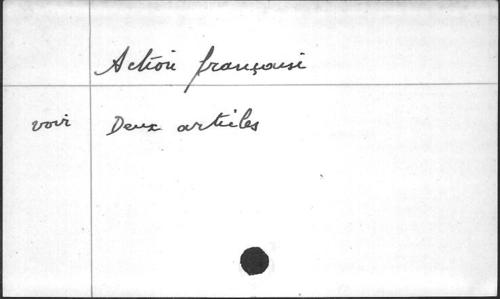 Action française
voir Deux articles